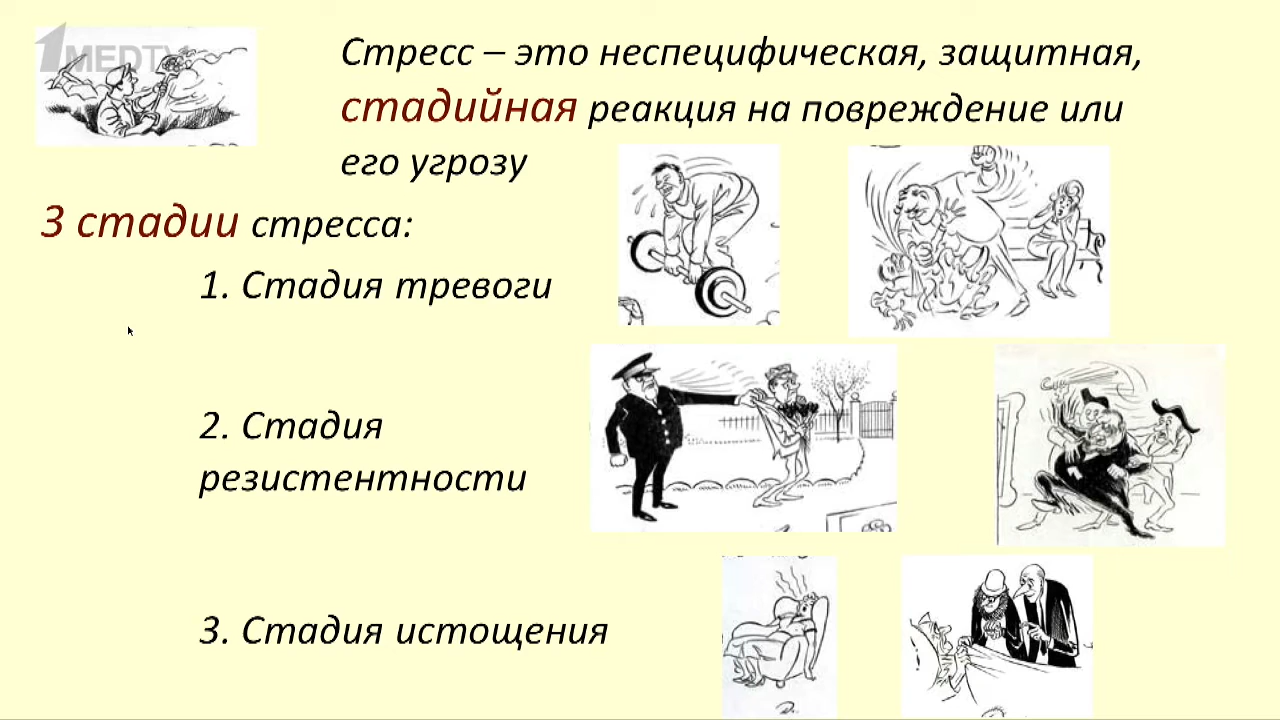 1MEDTV
Стресс – это неспецифическая, защитная,
стадийная реакция на повреждение или
его угрозу
3 стадии стресса:
1. Стадия тревоги
2. Стадия
резистентности
3. Стадия истощения